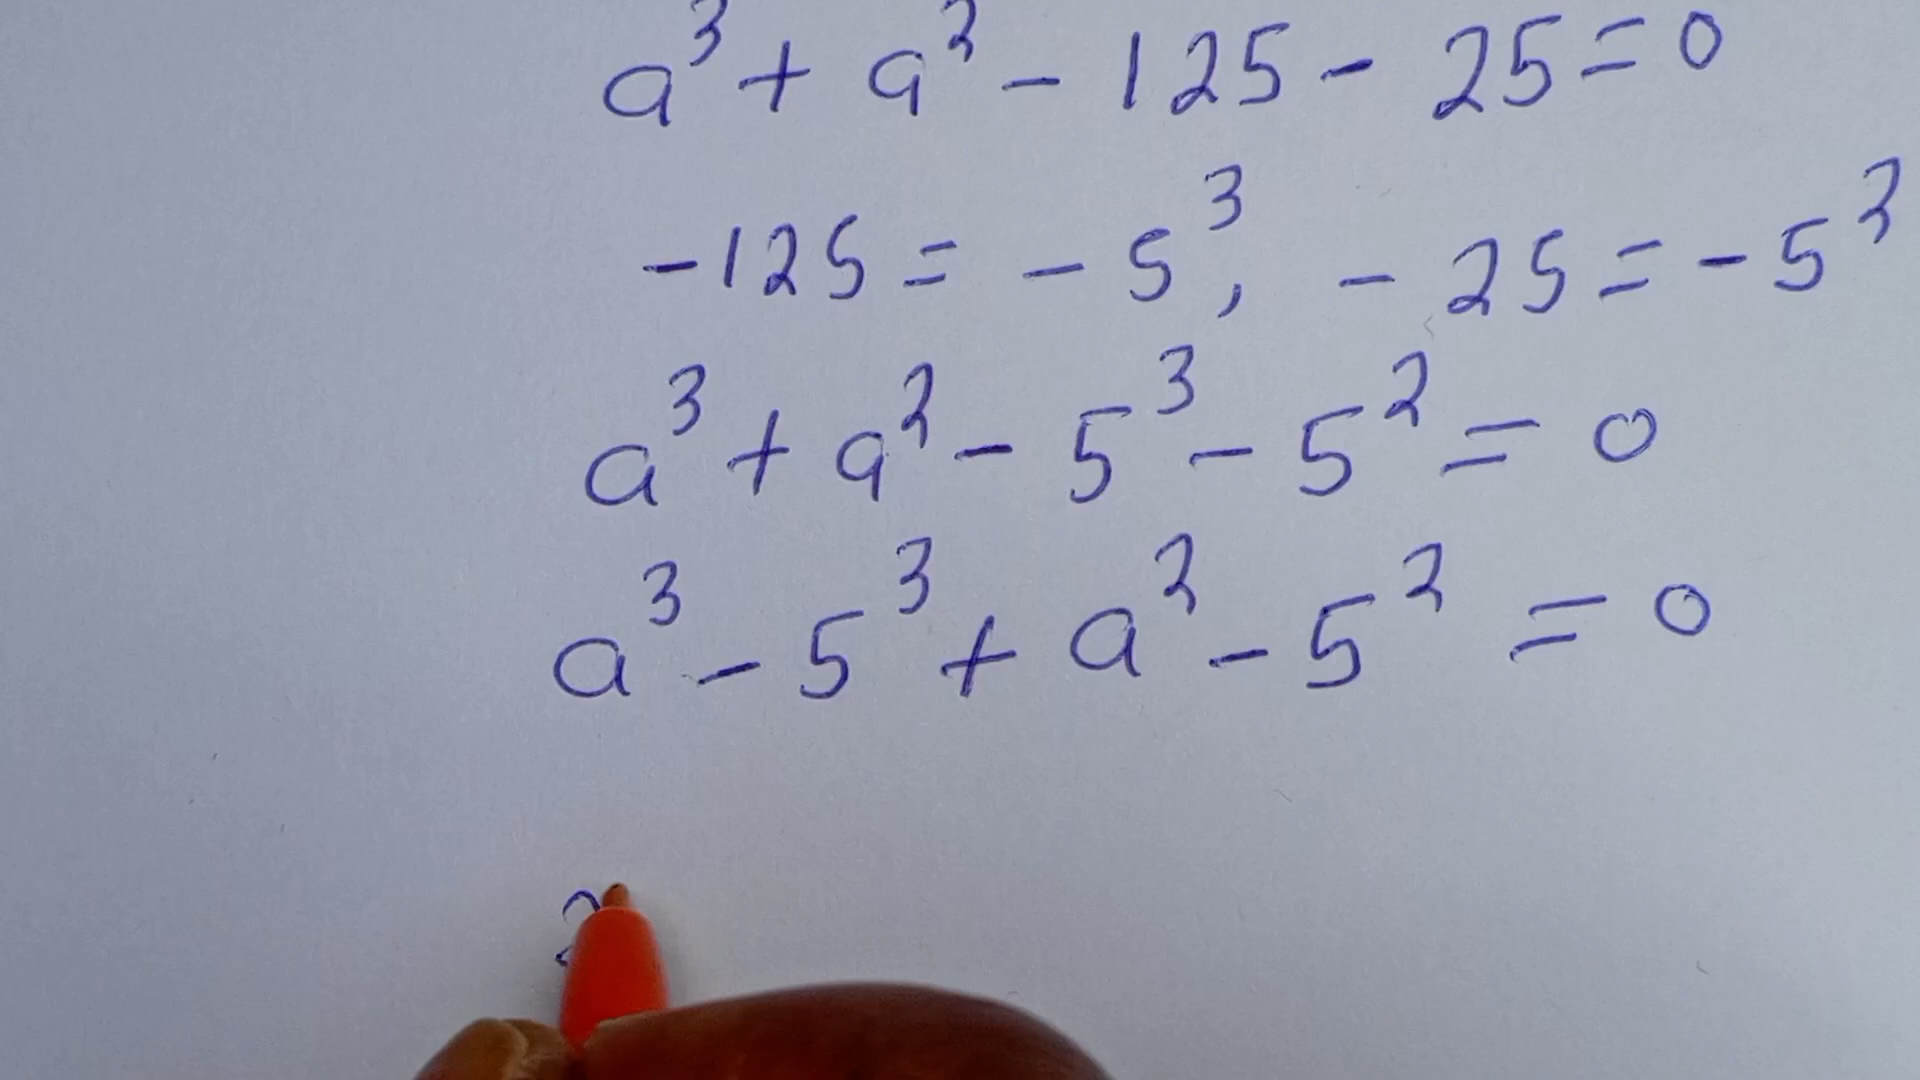 a³ + a² - 125 - 25 = 0
-125 = -5³, -25 = -5²
a³ + a² - 5³ - 5² = 0
a³ - 5³ + a² - 5² = 0